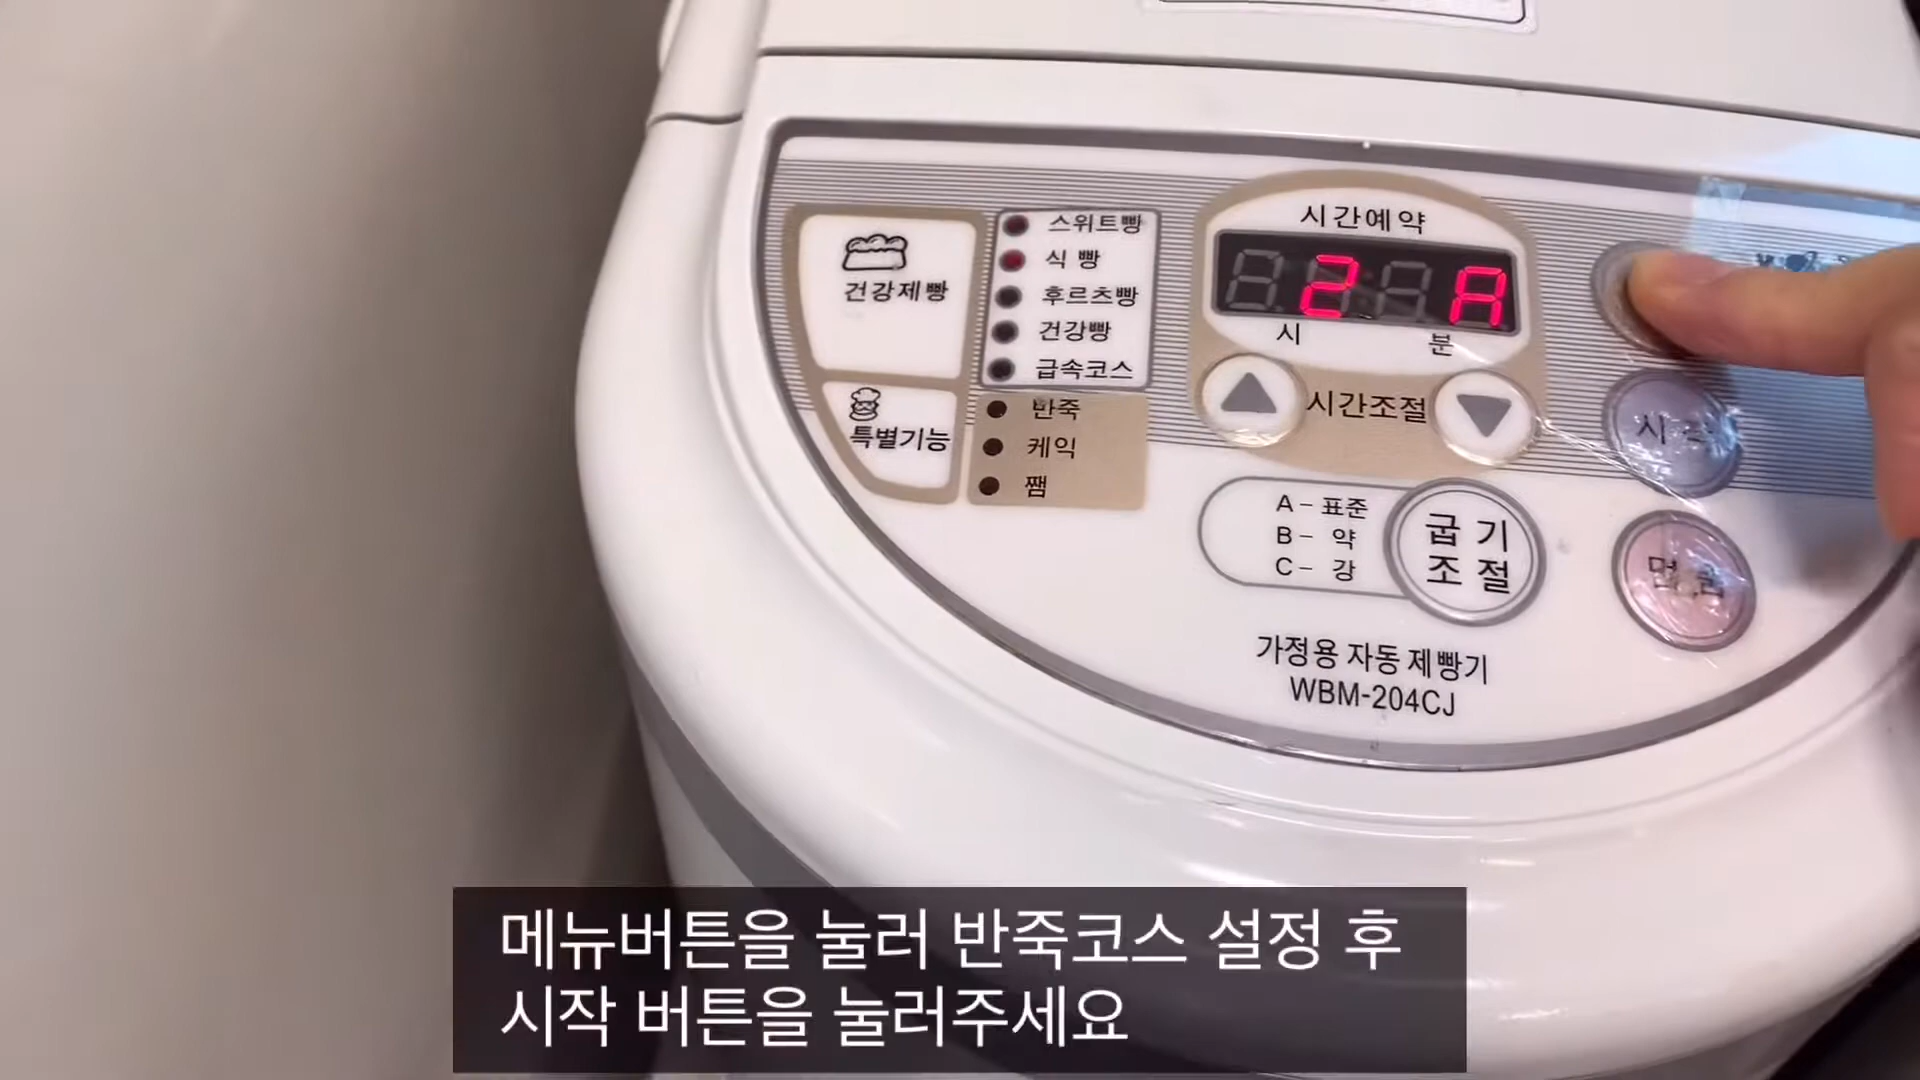 건강제빵
특별기능
스위트빵
식 빵
후르츠빵
건강빵
급속코스
반죽
케익
쨈
시간예약
2 A
시
분
시간조절
A - 표준
B - 약
C - 강
굽 기
조 절
가정용 자동 제빵기
WBM-204CJ
메뉴버튼을 눌러 반죽코스 설정 후
시작 버튼을 눌러주세요